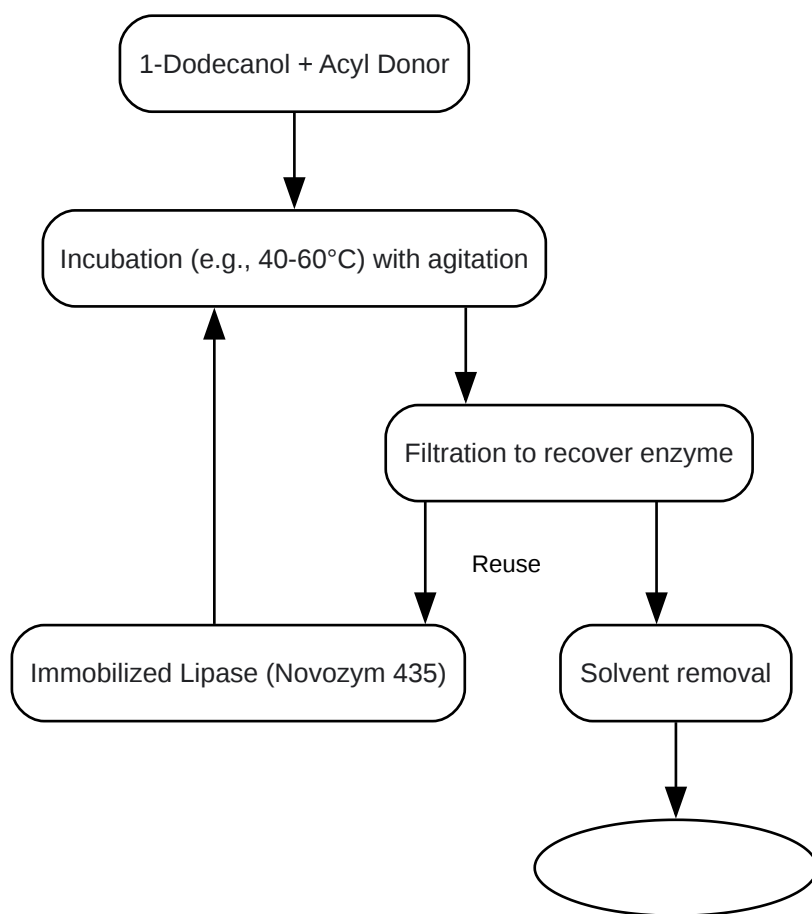 1-Dodecanol + Acyl Donor
Incubation (e.g., 40-60°C) with agitation
Filtration to recover enzyme
Reuse
Immobilized Lipase (Novozym 435)
Solvent removal